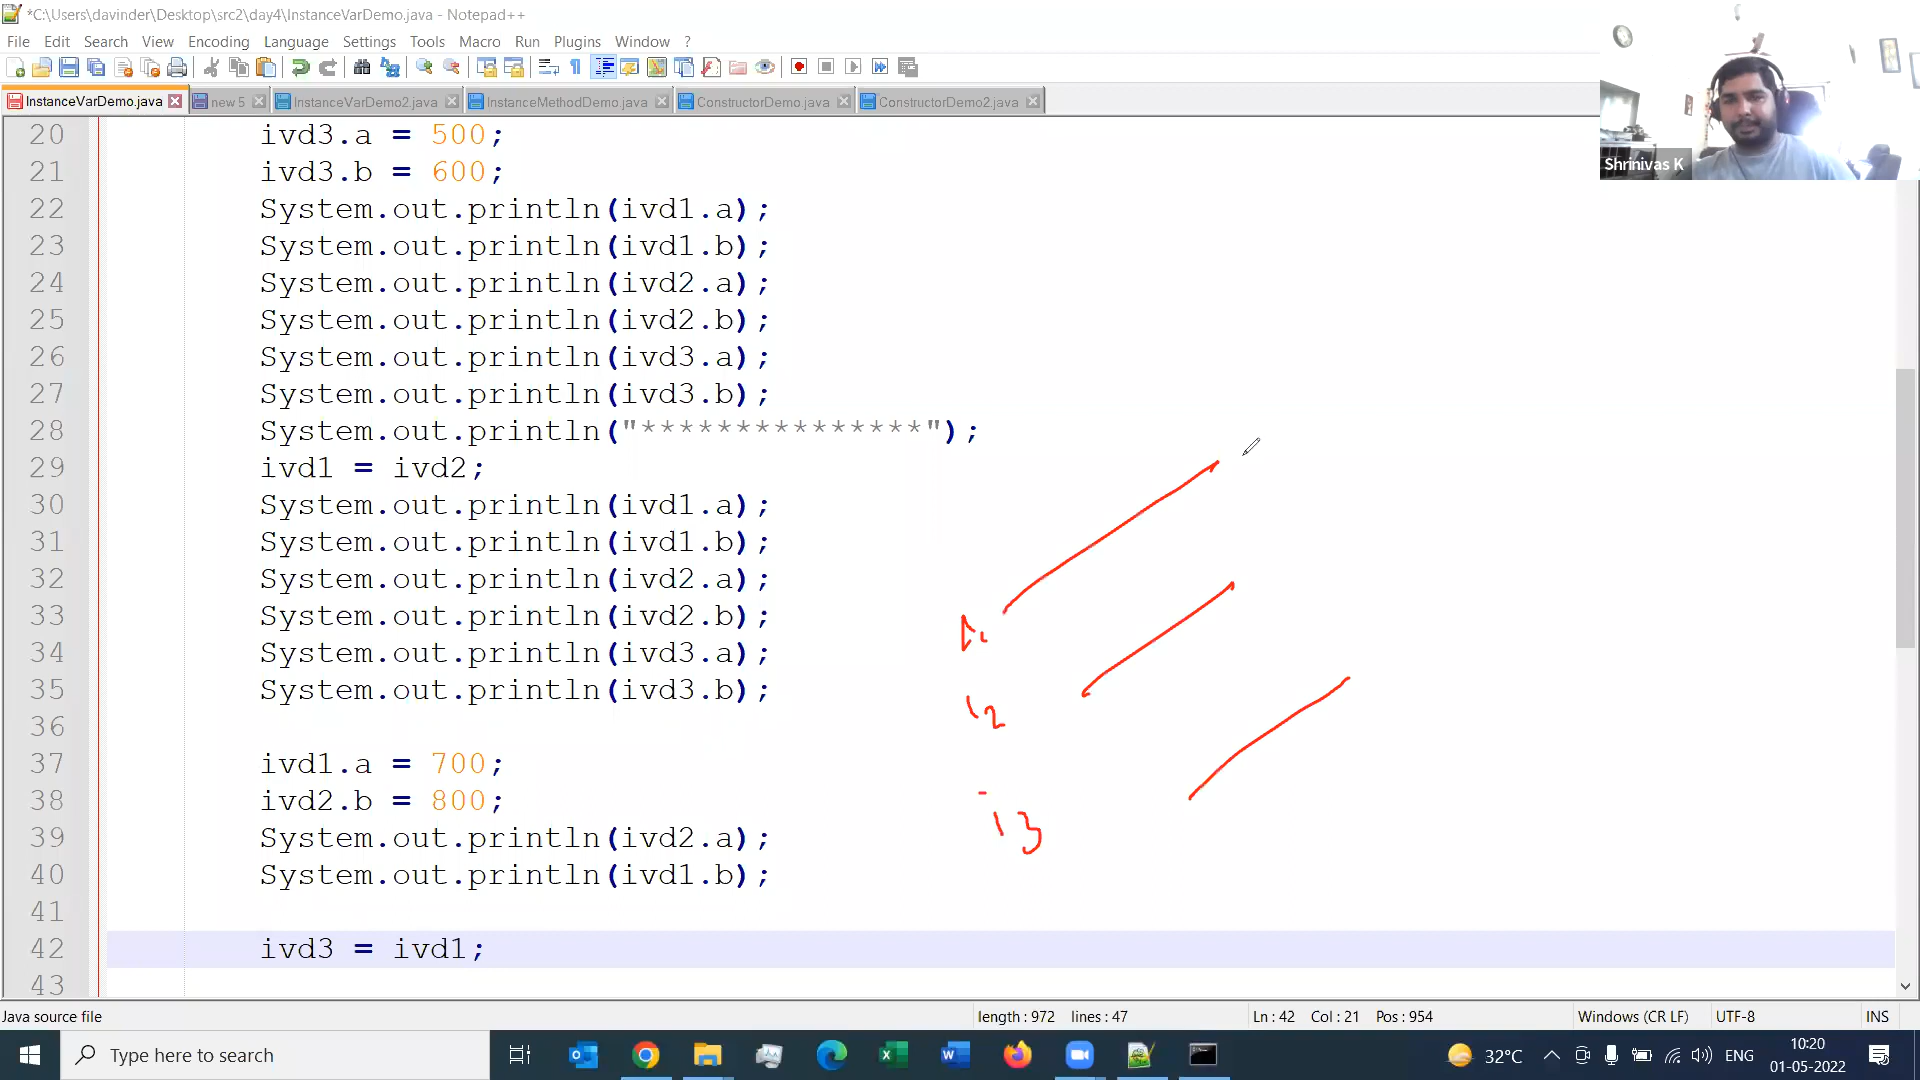 *C:\Users\davinder\Desktop\src2\day4\InstanceVarDemo.java - Notepad++
File Edit Search View Encoding Language Settings Tools Macro Run Plugins Window ?
InstanceVarDemo.java new 5 InstanceVarDemo2.java InstanceMethodDemo.java ConstructorDemo.java ConstructorDemo2.java
Shrinivas K
20 ivd3.a = 500;
21 ivd3.b = 600;
22 System.out.println(ivd1.a);
23 System.out.println(ivd1.b);
24 System.out.println(ivd2.a);
25 System.out.println(ivd2.b);
26 System.out.println(ivd3.a);
27 System.out.println(ivd3.b);
28 System.out.println("***************");
29 ivd1 = ivd2;
30 System.out.println(ivd1.a);
31 System.out.println(ivd1.b);
32 System.out.println(ivd2.a);
33 System.out.println(ivd2.b);
34 System.out.println(ivd3.a);
35 System.out.println(ivd3.b);
36
37 ivd1.a = 700;
38 ivd2.b = 800;
39 System.out.println(ivd2.a);
40 System.out.println(ivd1.b);
41
42 ivd3 = ivd1;
43
i2
i3
Java source file length : 972 lines : 47 Ln : 42 Col : 21 Pos : 954 Windows (CR LF) UTF-8 INS
Type here to search 32°C ENG 10:20
01-05-2022